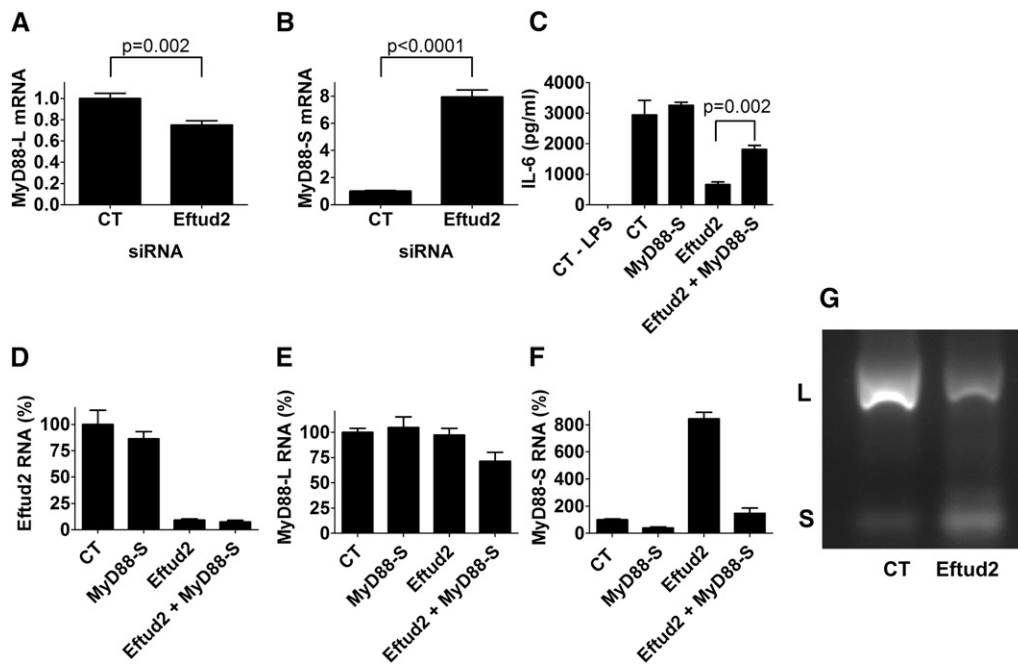 A
p=0.002
MyD88-L mRNA
1.0
0.8
0.6
0.4
0.2
0.0
CT
Eftud2
siRNA
B
p<0.0001
MyD88-S mRNA
8
6
4
2
0
CT
Eftud2
siRNA
C
IL-6 (pg/ml)
4000
3000
2000
1000
0
p=0.002
CT - LPS
CT
MyD88-S
Eftud2
Eftud2 + MyD88-S
D
Eftud2 RNA (%)
100
75
50
25
0
CT
MyD88-S
Eftud2
Eftud2 + MyD88-S
E
MyD88-L RNA (%)
125
100
75
50
25
0
CT
MyD88-S
Eftud2
Eftud2 + MyD88-S
F
MyD88-S RNA (%)
800
600
400
200
0
CT
MyD88-S
Eftud2
Eftud2 + MyD88-S
G
L
S
CT
Eftud2